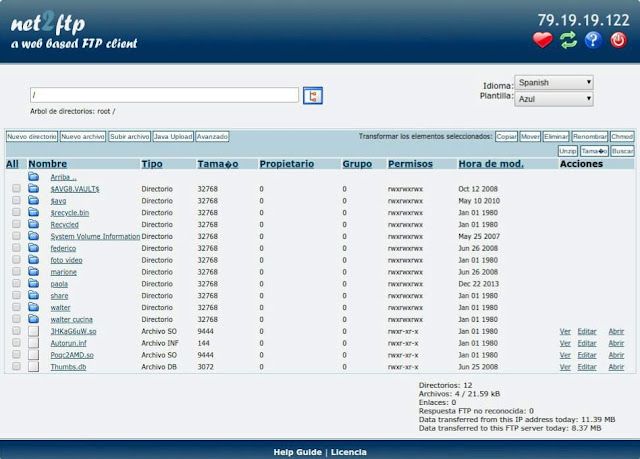 net2ftp
a web based FTP client
79.19.19.122
Idioma: Spanish
Plantilla: Azul
/
Arbol de directorios: root /
Nuevo directorio Nuevo archivo Subir archivo Java Upload Avanzado Transformar los elementos seleccionados: Copiar Mover Eliminar Renombrar Chmod
Unzip Tama�o Buscar
All Nombre Tipo Tama�o Propietario Grupo Permisos Hora de mod. Acciones
Arriba ..
$AVG8.VAULT$ Directorio 32768 0 0 rwxrwxrwx Oct 12 2008
$avg Directorio 32768 0 0 rwxrwxrwx May 10 2010
$recycle.bin Directorio 32768 0 0 rwxrwxrwx Jan 01 1980
Recycled Directorio 32768 0 0 rwxrwxrwx Jan 01 1980
System Volume Information Directorio 32768 0 0 rwxrwxrwx May 25 2007
federico Directorio 32768 0 0 rwxrwxrwx Jun 26 2008
foto video Directorio 32768 0 0 rwxrwxrwx Jan 01 1980
marione Directorio 32768 0 0 rwxrwxrwx Jun 26 2008
paola Directorio 32768 0 0 rwxrwxrwx Dec 22 2013
share Directorio 32768 0 0 rwxrwxrwx Jan 01 1980
walter Directorio 32768 0 0 rwxrwxrwx Jan 01 1980
walter cucina Directorio 32768 0 0 rwxrwxrwx Jan 01 1980
JHKaG6uW.so Archivo SO 9444 0 0 rwxr-xr-x Jan 01 1980 Ver Editar Abrir
Autorun.inf Archivo INF 144 0 0 rwxr-xr-x Jan 01 1980 Ver Editar Abrir
Poqc2AMD.so Archivo SO 9444 0 0 rwxr-xr-x Jan 01 1980 Ver Editar Abrir
Thumbs.db Archivo DB 3072 0 0 rwxr-xr-x Jun 25 2008 Ver Editar Abrir
Directorios: 12
Archivos: 4 / 21.59 kB
Enlaces: 0
Respuesta FTP no reconocida: 0
Data transferred from this IP address today: 11.39 MB
Data transferred to this FTP server today: 8.37 MB
Help Guide | Licencia